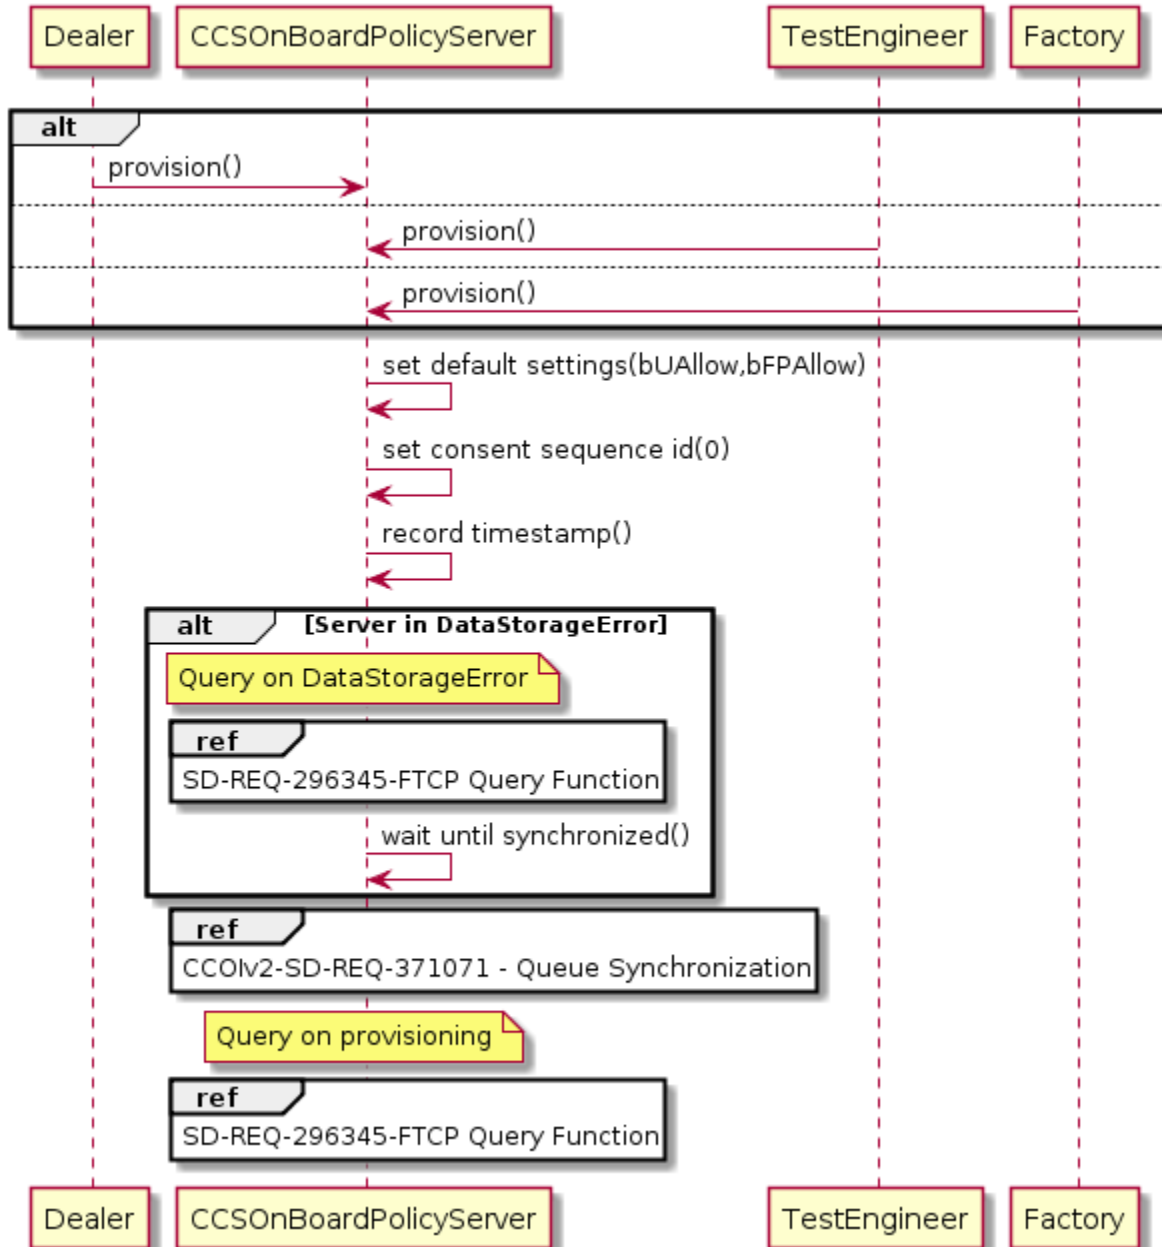 Dealer CCSOnBoardPolicyServer TestEngineer Factory
alt
provision()
provision()
provision()
set default settings(bUAllow,bFPAllow)
set consent sequence id(0)
record timestamp()
alt [Server in DataStorageError]
Query on DataStorageError
ref
SD-REQ-296345-FTCP Query Function
wait until synchronized()
ref
CCOIv2-SD-REQ-371071 - Queue Synchronization
Query on provisioning
ref
SD-REQ-296345-FTCP Query Function
Dealer CCSOnBoardPolicyServer TestEngineer Factory